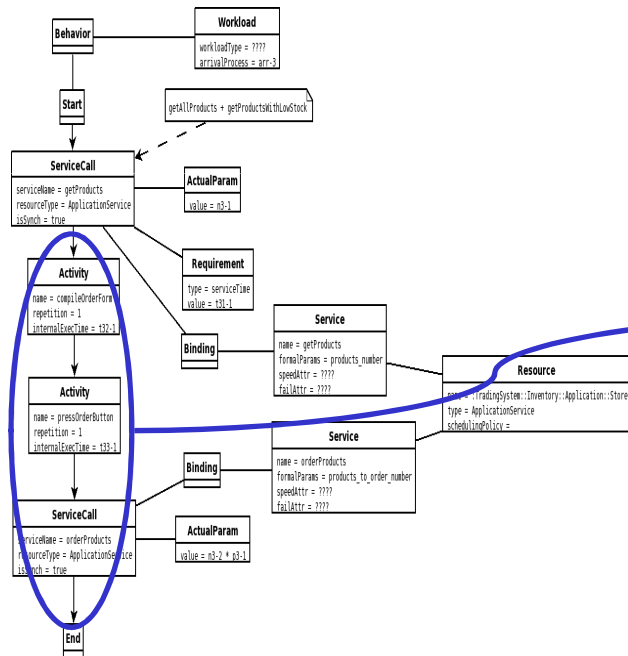 Behavior
Workload
workloadType = ????
arrivalProcess = arr-3
Start
getAllProducts + getProductsWithLowStock
ServiceCall
serviceName = getProducts
resourceType = ApplicationService
isSynch = true
ActualParam
value = n3-1
Activity
name = compileOrderForm
repetition = 1
internalExecTime = t32-1
Requirement
type = serviceTime
value = t31-1
Binding
Service
name = getProducts
formalParams = products_number
speedAttr = ????
failAttr = ????
Resource
name = :TradingSystem::Inventory::Application::Store
type = ApplicationService
schedulingPolicy =
Activity
name = pressOrderButton
repetition = 1
internalExecTime = t33-1
Service
name = orderProducts
formalParams = products_to_order_number
speedAttr = ????
failAttr = ????
Binding
ServiceCall
serviceName = orderProducts
resourceType = ApplicationService
isSynch = true
ActualParam
value = n3-2 * p3-1
End